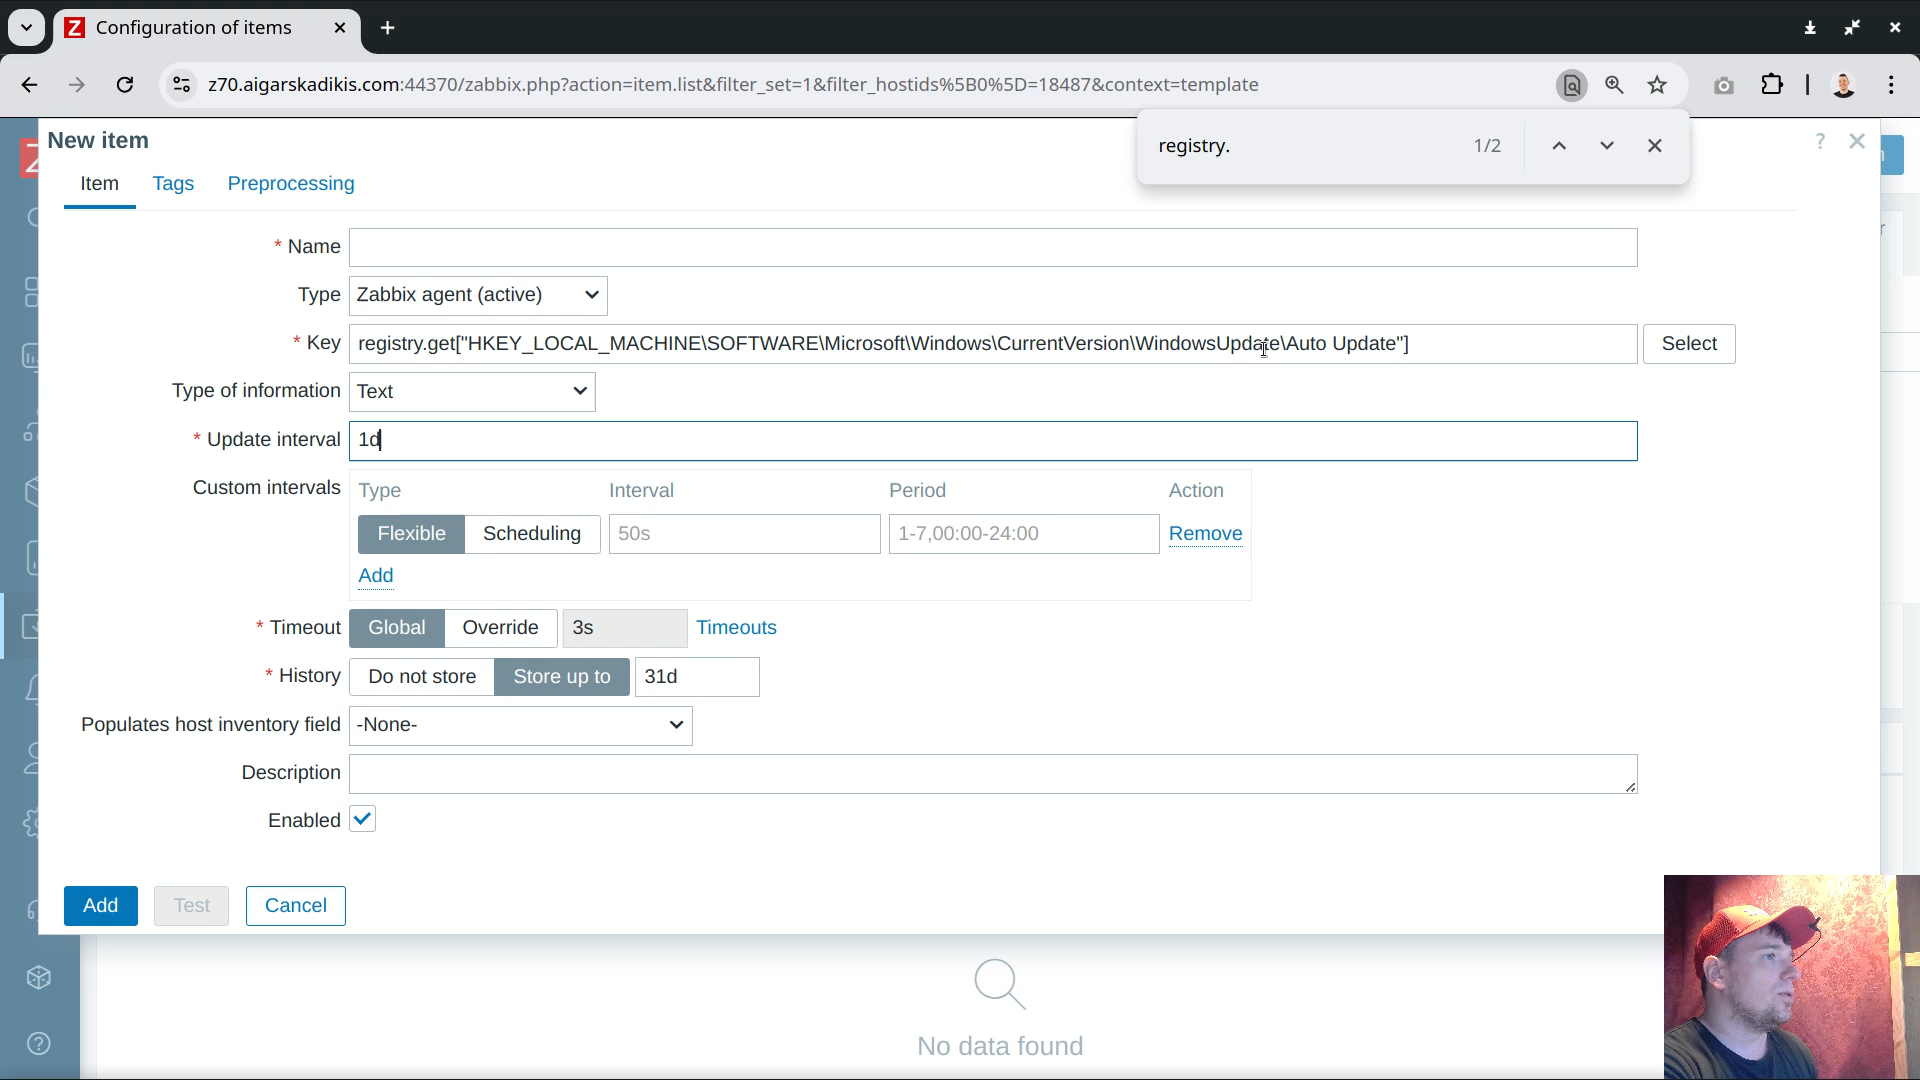 Z Configuration of items
z70.aigarskadikis.com:44370/zabbix.php?action=item.list&filter_set=1&filter_hostids%5B0%5D=18487&context=template
registry. 1/2
New item ?
Item Tags Preprocessing
* Name
Type Zabbix agent (active)
* Key registry.get["HKEY_LOCAL_MACHINE\SOFTWARE\Microsoft\Windows\CurrentVersion\WindowsUpdate\Auto Update"] Select
Type of information Text
* Update interval 1d
Custom intervals Type Interval Period Action
Flexible Scheduling 50s 1-7,00:00-24:00 Remove
Add
* Timeout Global Override 3s Timeouts
* History Do not store Store up to 31d
Populates host inventory field -None-
Description
Enabled
Add Test Cancel
No data found